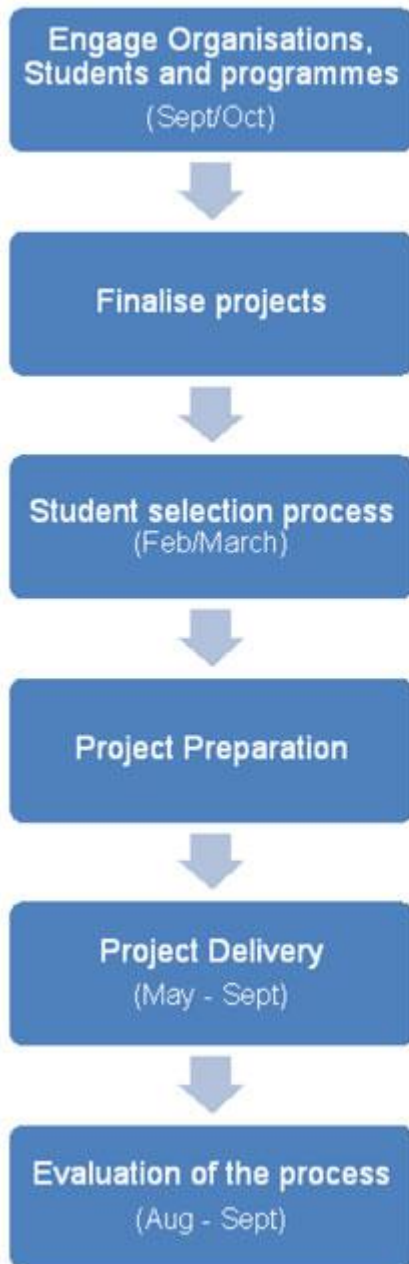 Engage Organisations,
Students and programmes
(Sept/Oct)
Finalise projects
Student selection process
(Feb/March)
Project Preparation
Project Delivery
(May - Sept)
Evaluation of the process
(Aug - Sept)